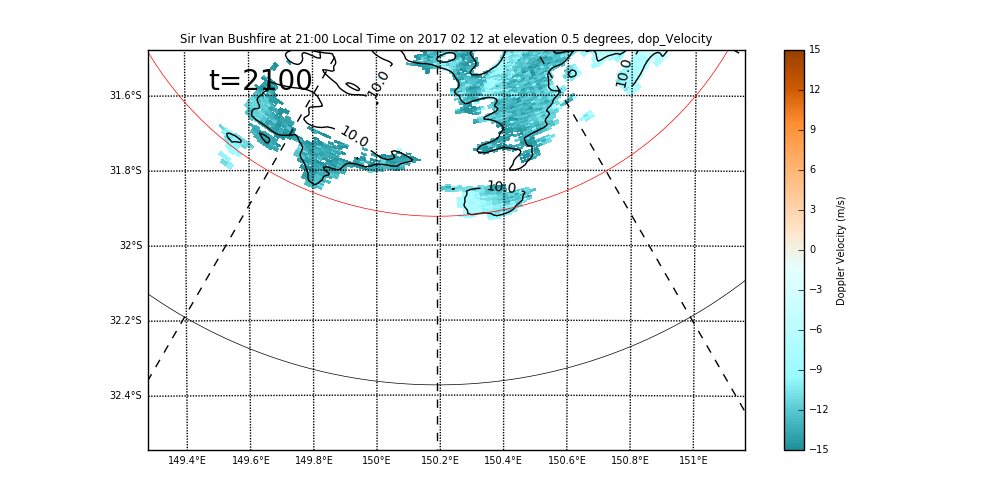 Sir Ivan Bushfire at 21:00 Local Time on 2017 02 12 at elevation 0.5 degrees, dop_Velocity
t=2100
10.0
10.0
10.0
10.0
0
0
31.6°S
31.8°S
32°S
32.2°S
32.4°S
149.4°E 149.6°E 149.8°E 150°E 150.2°E 150.4°E 150.6°E 150.8°E 151°E
15
12
9
6
3
0
−3
−6
−9
−12
−15
Doppler Velocity (m/s)